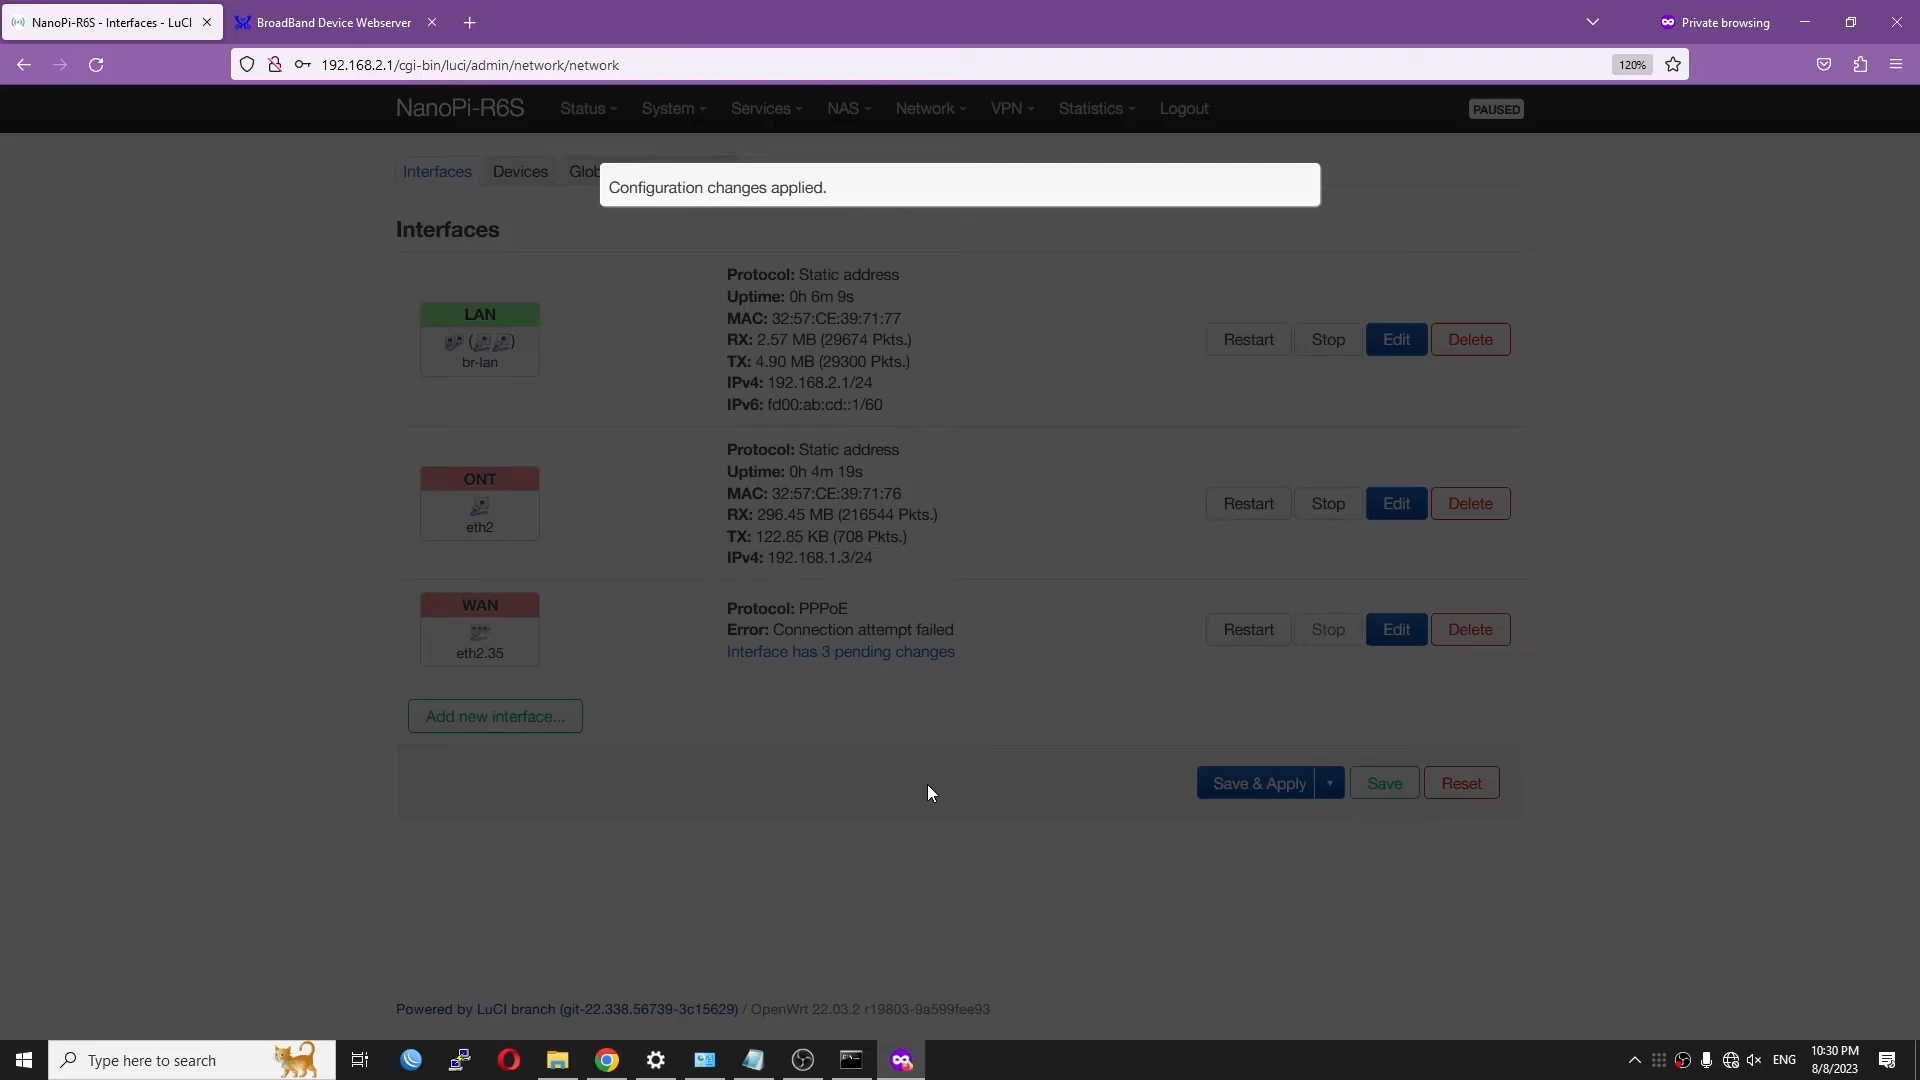 NanoPi-R6S - Interfaces - LuCI
BroadBand Device Webserver
Private browsing
192.168.2.1/cgi-bin/luci/admin/network/network
120%
NanoPi-R6S Status System Services NAS Network VPN Statistics Logout
PAUSED
Interfaces Devices Glob
Configuration changes applied.
Interfaces
LAN
br-lan
Protocol: Static address
Uptime: 0h 6m 9s
MAC: 32:57:CE:39:71:77
RX: 2.57 MB (29674 Pkts.)
TX: 4.90 MB (29300 Pkts.)
IPv4: 192.168.2.1/24
IPv6: fd00:ab:cd::1/60
Restart Stop Edit Delete
ONT
eth2
Protocol: Static address
Uptime: 0h 4m 19s
MAC: 32:57:CE:39:71:76
RX: 296.45 MB (216544 Pkts.)
TX: 122.85 KB (708 Pkts.)
IPv4: 192.168.1.3/24
Restart Stop Edit Delete
WAN
eth2.35
Protocol: PPPoE
Error: Connection attempt failed
Interface has 3 pending changes
Restart Stop Edit Delete
Add new interface...
Save & Apply Save Reset
Powered by LuCI branch (git-22.338.56739-3c15629) / OpenWrt 22.03.2 r19803-9a599fee93
Type here to search
ENG
10:30 PM
8/8/2023